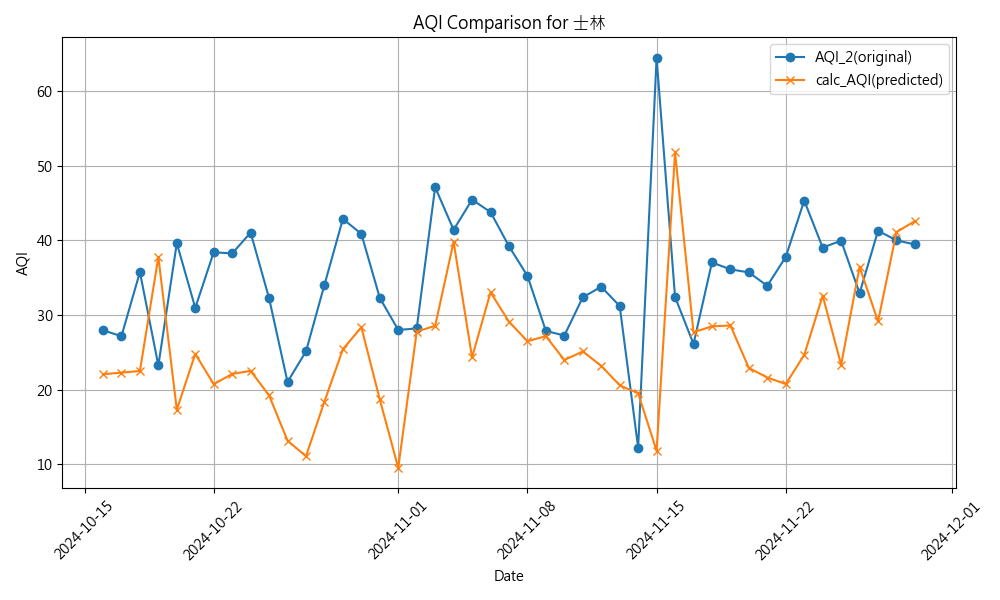 AQI Comparison for 士林
AQI_2(original)
calc_AQI(predicted)
AQI
60
50
40
30
20
10
2024-10-15
2024-10-22
2024-11-01
2024-11-08
2024-11-15
2024-11-22
2024-12-01
Date